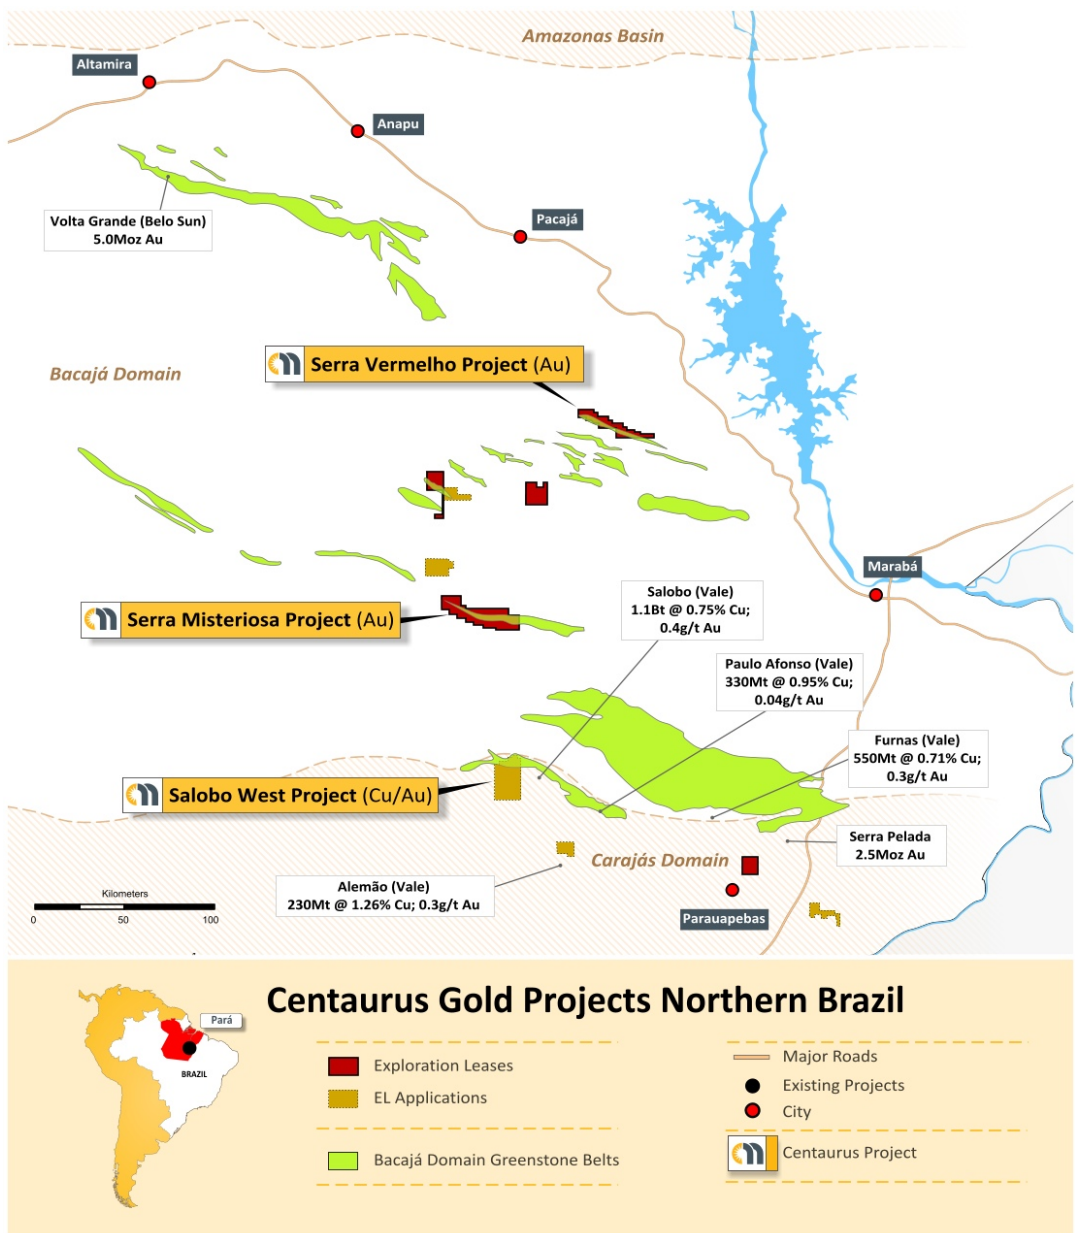 Amazonas Basin
Altamira
Anapu
Volta Grande (Belo Sun)
5.0Moz Au
Pacajá
Serra Vermelho Project (Au)
Bacajá Domain
Marabá
Salobo (Vale)
1.1Bt @ 0.75% Cu;
0.4g/t Au
Serra Misteriosa Project (Au)
Paulo Afonso (Vale)
330Mt @ 0.95% Cu;
0.04g/t Au
Furnas (Vale)
550Mt @ 0.71% Cu;
0.3g/t Au
Salobo West Project (Cu/Au)
Serra Pelada
2.5Moz Au
Carajás Domain
Alemão (Vale)
230Mt @ 1.26% Cu; 0.3g/t Au
Parauapebas
Kilometers
0 50 100
Centaurus Gold Projects Northern Brazil
Pará
BRAZIL
Exploration Leases
EL Applications
Bacajá Domain Greenstone Belts
Major Roads
Existing Projects
City
Centaurus Project